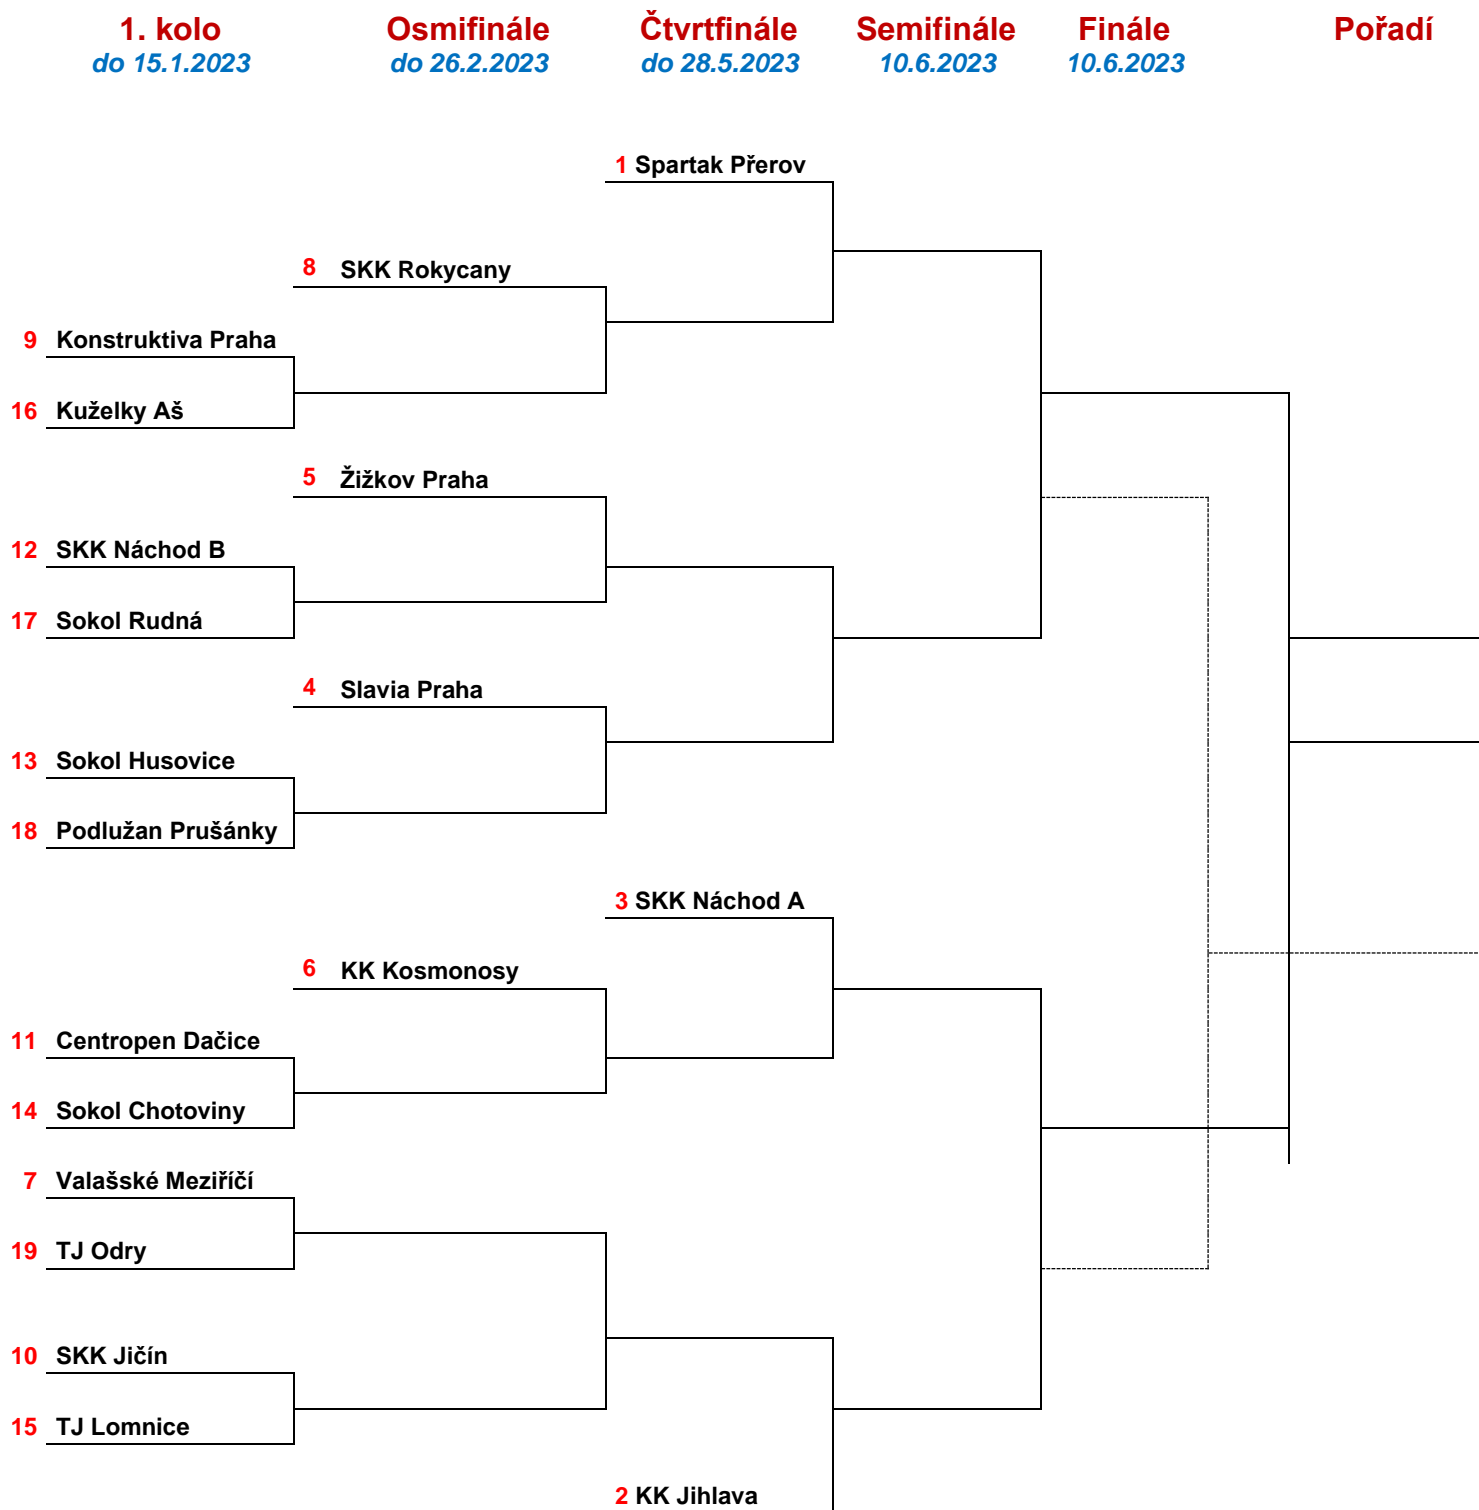 1. kolo Osmifinále Čtvrtfinále Semifinále Finále Pořadí
do 15.1.2023 do 26.2.2023 do 28.5.2023 10.6.2023 10.6.2023
1 Spartak Přerov
8 SKK Rokycany
9 Konstruktiva Praha
16 Kuželky Aš
5 Žižkov Praha
12 SKK Náchod B
17 Sokol Rudná
4 Slavia Praha
13 Sokol Husovice
18 Podlužan Prušánky
3 SKK Náchod A
6 KK Kosmonosy
11 Centropen Dačice
14 Sokol Chotoviny
7 Valašské Meziříčí
19 TJ Odry
10 SKK Jičín
15 TJ Lomnice
2 KK Jihlava